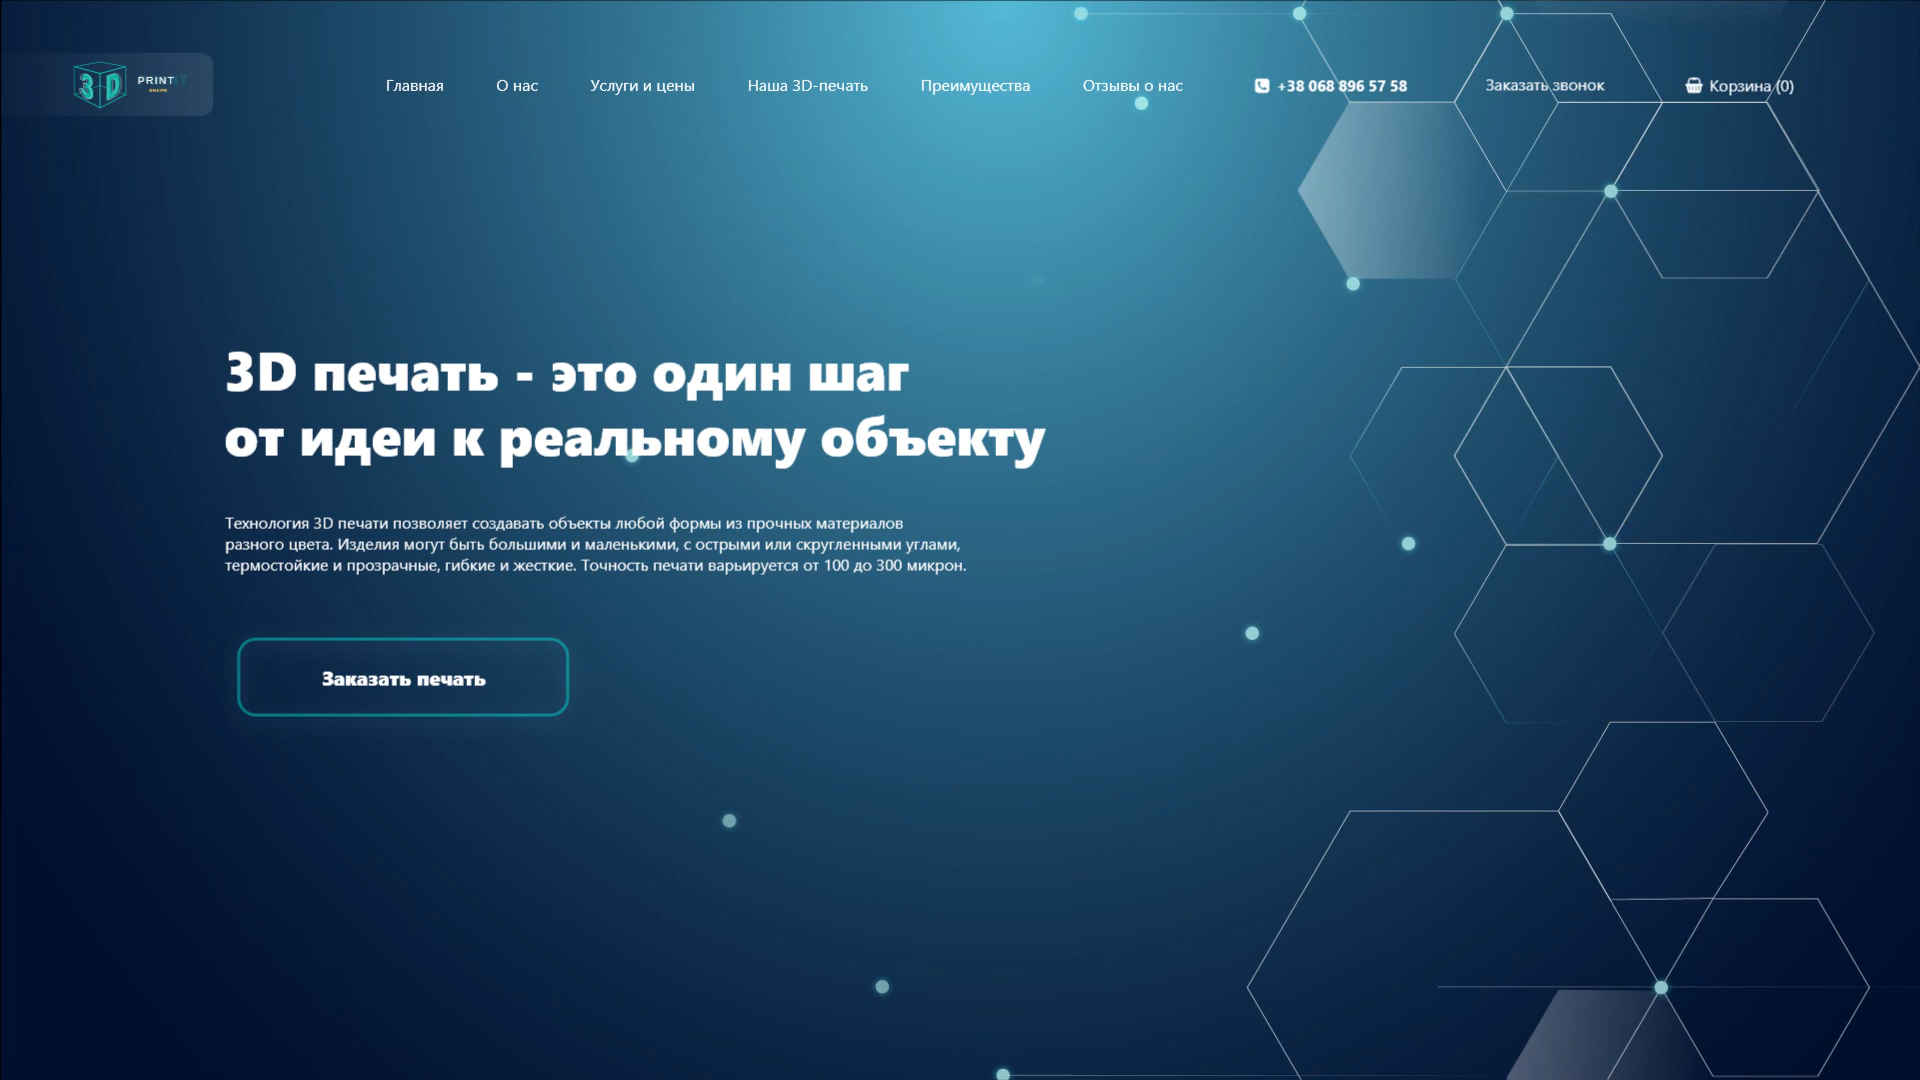 3D PRINT
DNEPR
Главная
О нас
Услуги и цены
Наша 3D-печать
Преимущества
Отзывы о нас
+38 068 896 57 58
Заказать звонок
Корзина (0)
3D печать - это один шаг
от идеи к реальному объекту
Технология 3D печати позволяет создавать объекты любой формы из прочных материалов
разного цвета. Изделия могут быть большими и маленькими, с острыми или скругленными углами,
термостойкие и прозрачные, гибкие и жесткие. Точность печати варьируется от 100 до 300 микрон.
Заказать печать